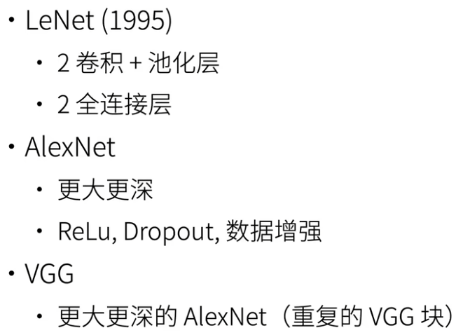 • LeNet (1995)
• 2 卷积 + 池化层
• 2 全连接层
• AlexNet
• 更大更深
• ReLu, Dropout, 数据增强
• VGG
• 更大更深的 AlexNet（重复的 VGG 块）